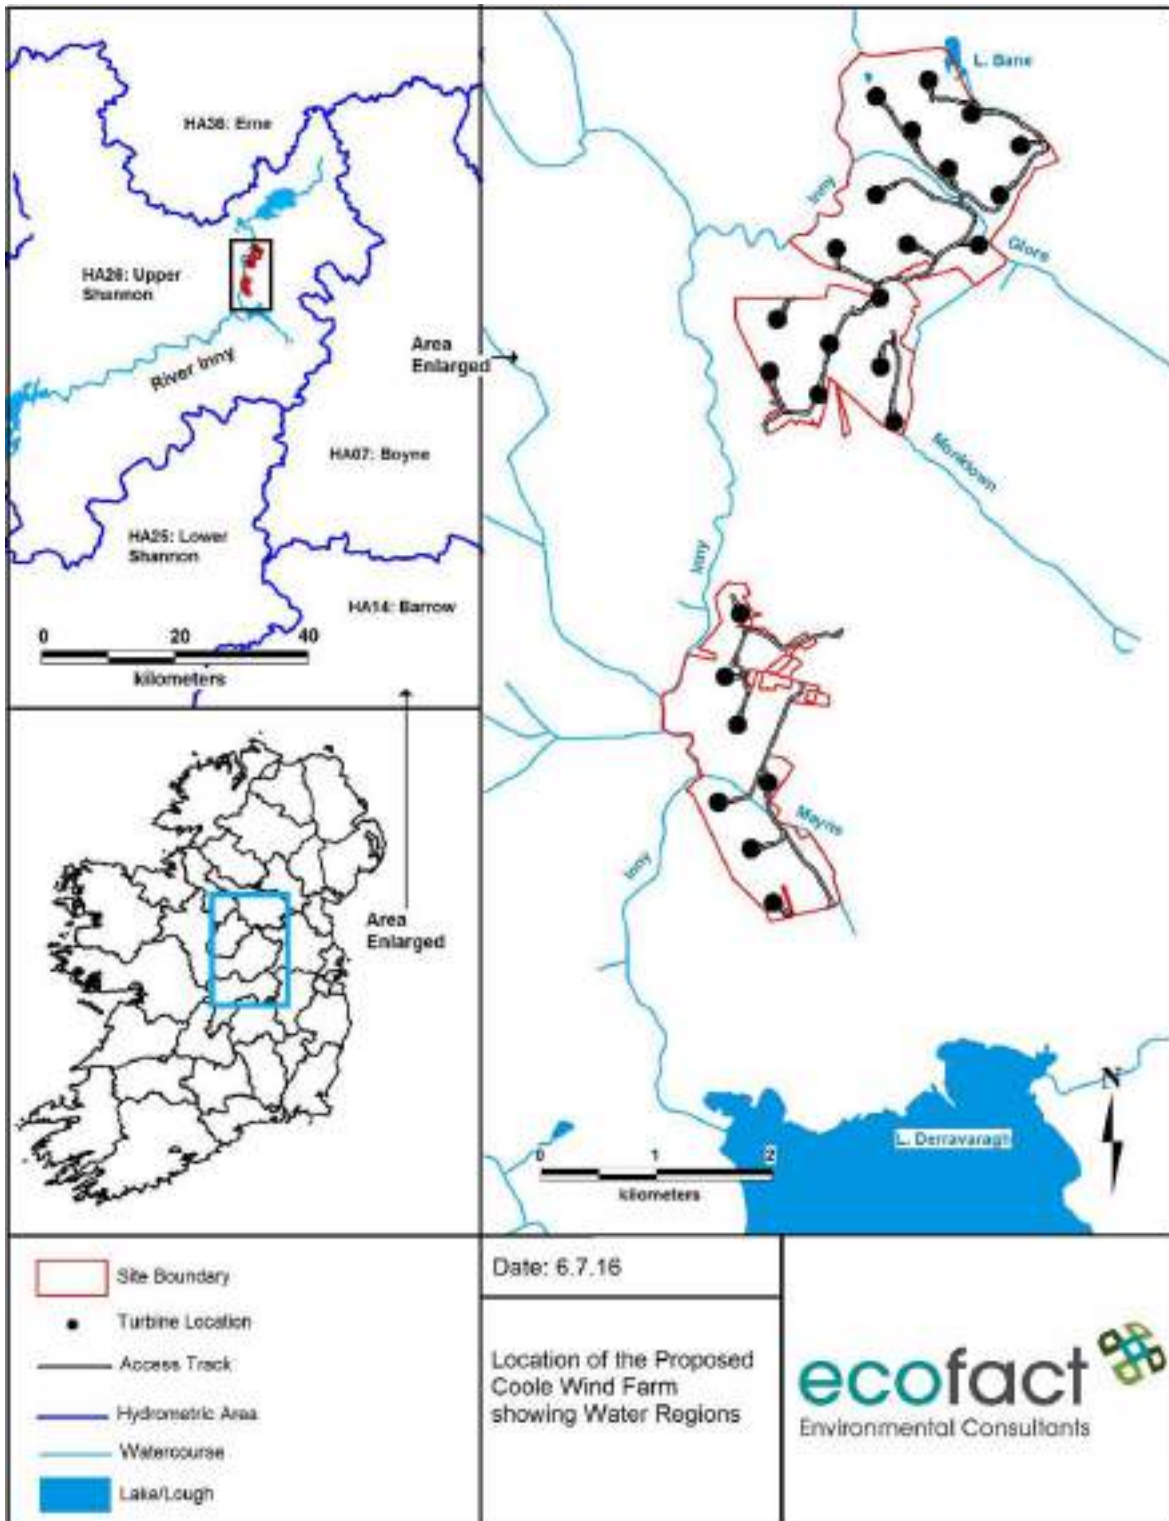 HA36: Erne
HA26: Upper
Shannon
River Inny
HA07: Boyne
HA25: Lower
Shannon
HA14: Barrow
0 20 40
kilometers
Area
Enlarged
L. Bane
Inny
Glore
Area
Enlarged
Monktown
Inny
Mayne
Inny
L. Derravaragh
N
0 1 2
kilometers
Site Boundary
Turbine Location
Access Track
Hydrometric Area
Watercourse
Lake/Lough
Date: 6.7.16
Location of the Proposed
Coole Wind Farm
showing Water Regions
ecofact
Environmental Consultants